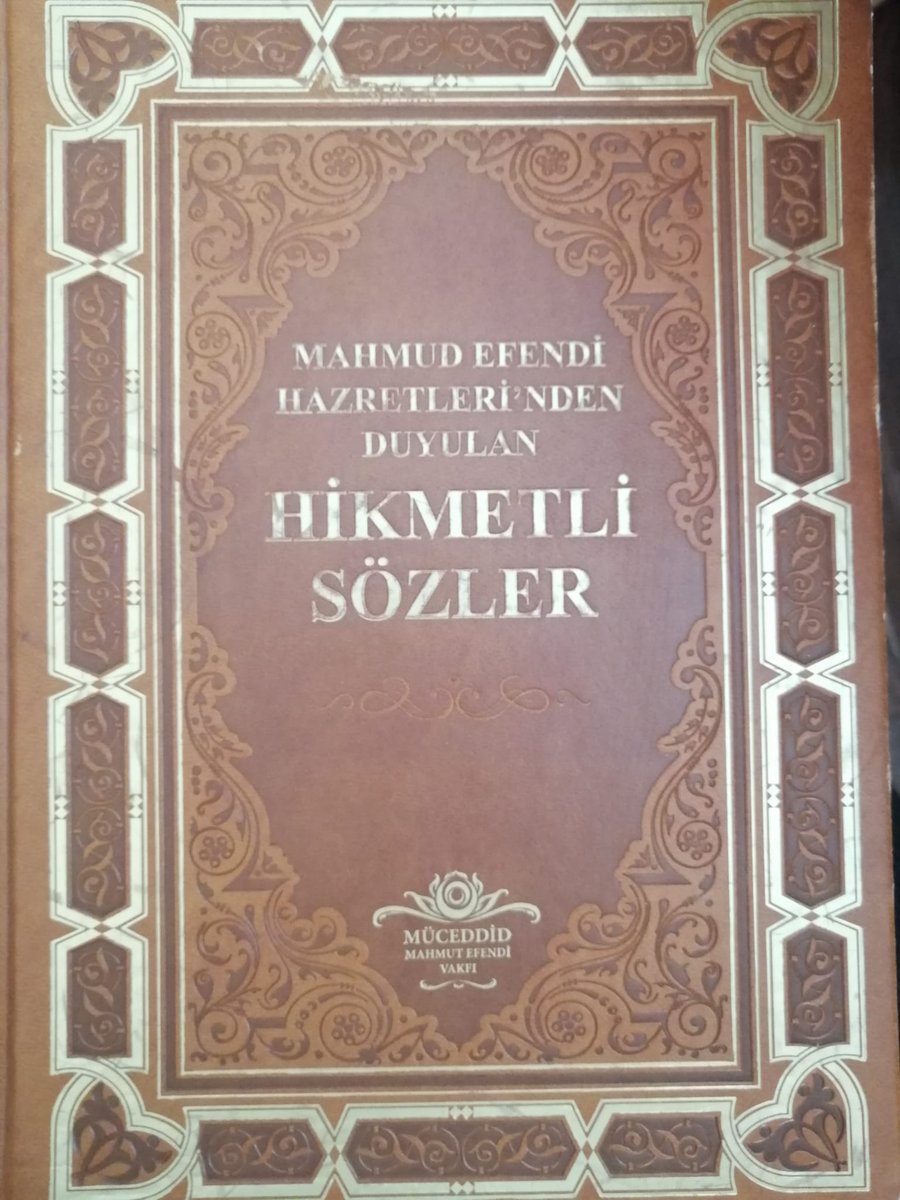 MAHMUD EFENDİ
HAZRETLERİ'NDEN
DUYULAN
HİKMETLİ
SÖZLER
MÜCEDDİD
MAHMUT EFENDİ
VAKFI